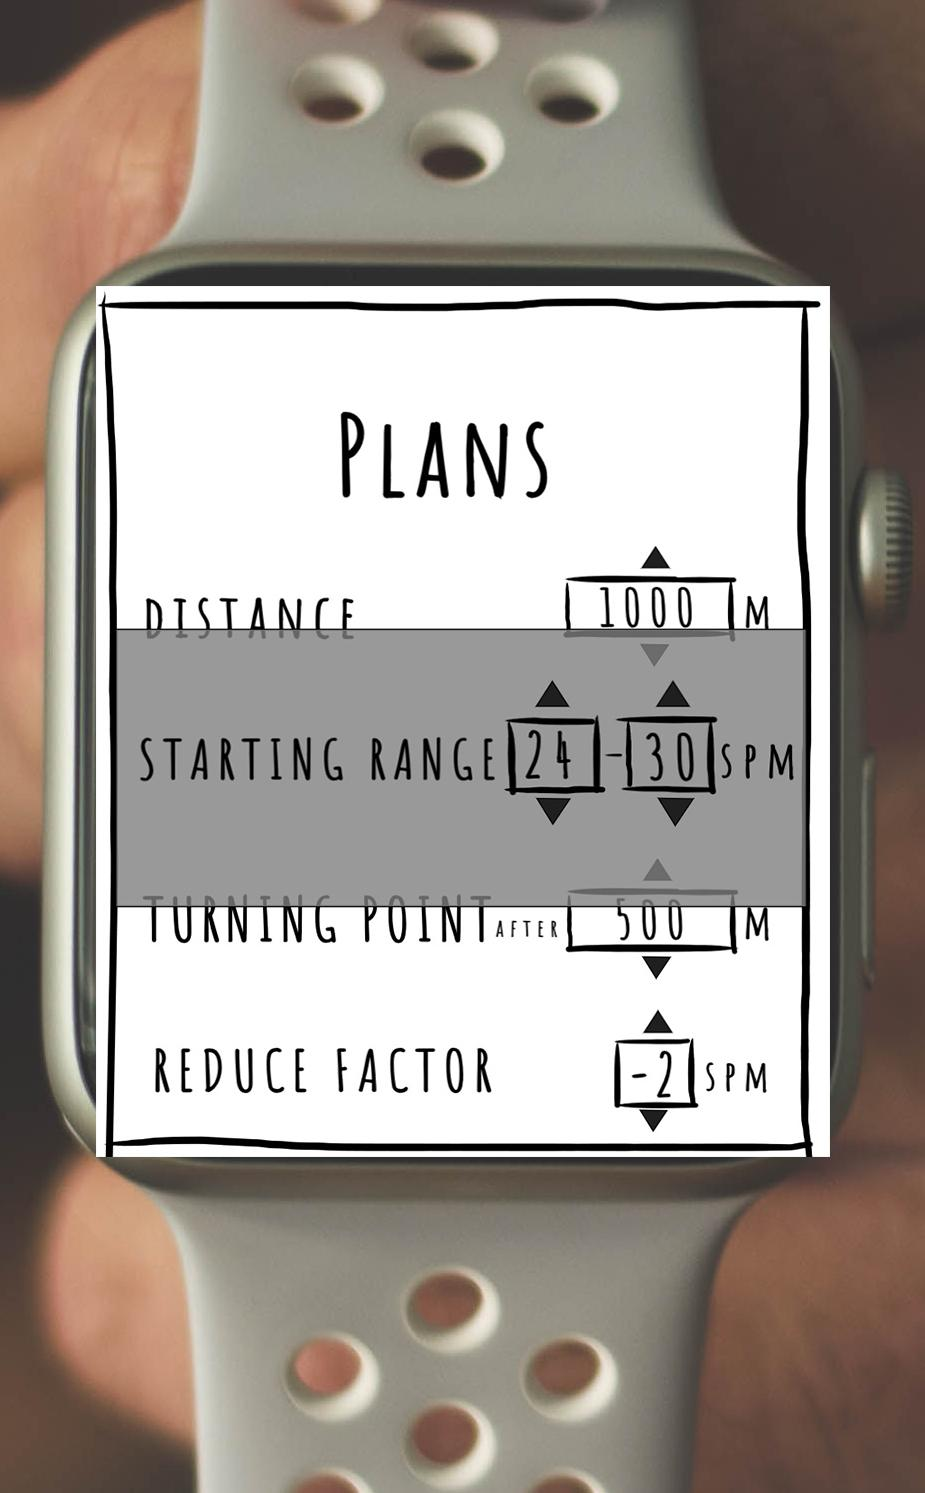 PLANS
DISTANCE 1000 M
STARTING RANGE 24 - 30 SPM
TURNING POINT AFTER 500 M
REDUCE FACTOR -2 SPM